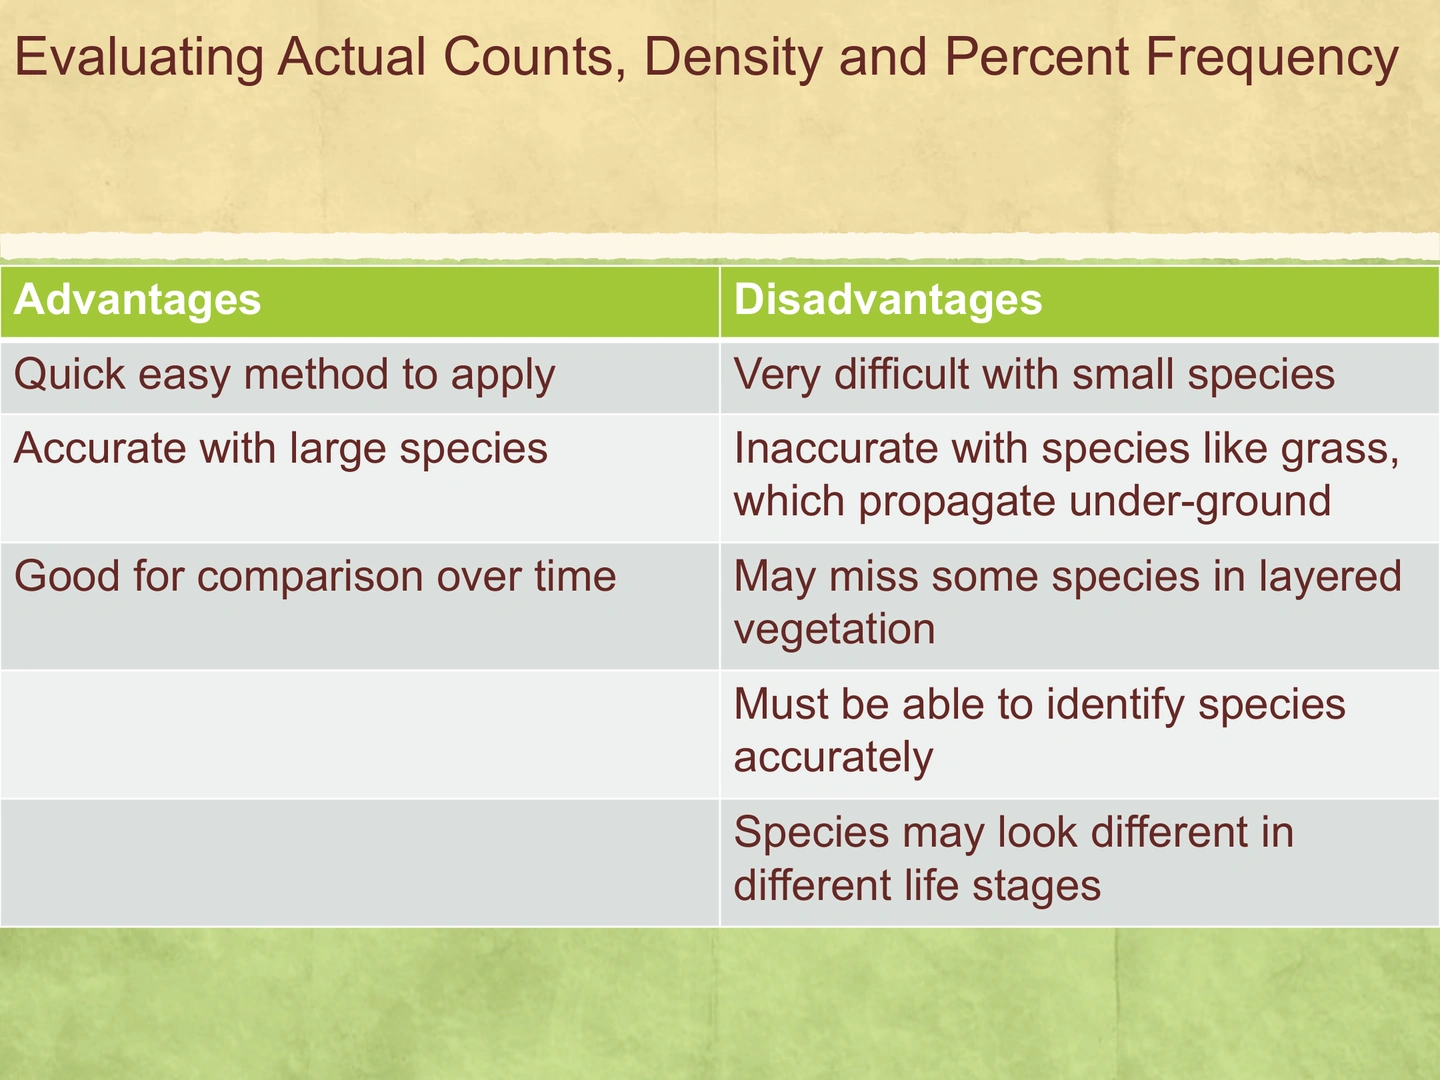 Evaluating Actual Counts, Density and Percent Frequency
Advantages
Disadvantages
Quick easy method to apply
Very difficult with small species
Accurate with large species
Inaccurate with species like grass,
which propagate under-ground
Good for comparison over time
May miss some species in layered
vegetation
Must be able to identify species
accurately
Species may look different in
different life stages